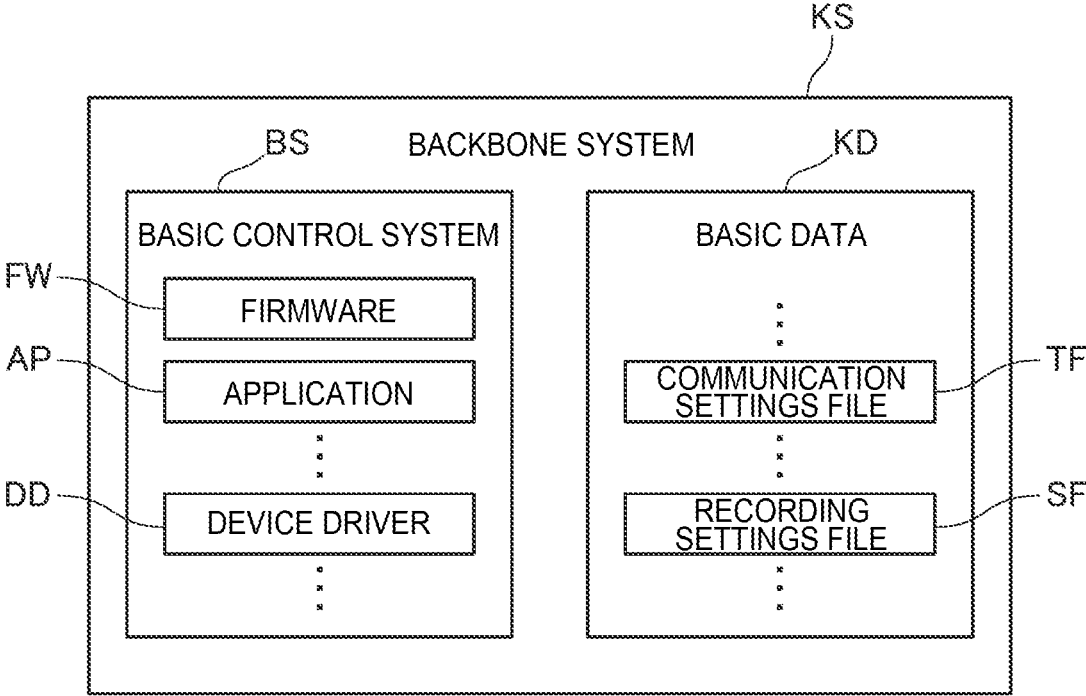 KS
BACKBONE SYSTEM
BS
KD
BASIC CONTROL SYSTEM
FW
FIRMWARE
AP
APPLICATION
DD
DEVICE DRIVER
BASIC DATA
COMMUNICATION
SETTINGS FILE
TF
RECORDING
SETTINGS FILE
SF